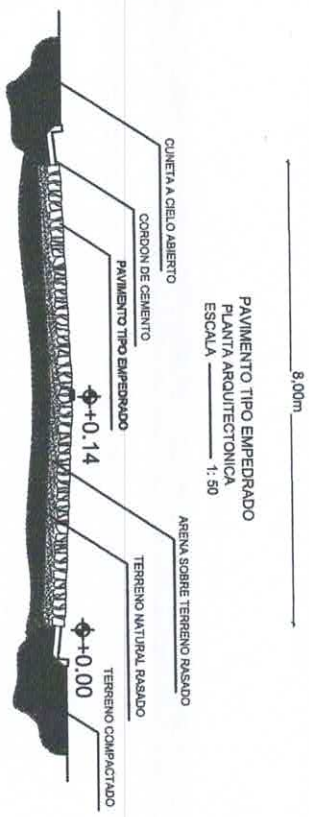 8,00m
PAVIMENTO TIPO EMPEDRADO
PLANTA ARQUITECTONICA
ESCALA 1:50
CUNETA A CIELO ABIERTO
CORDON DE CEMENTO
PAVIMENTO TIPO EMPEDRADO
+0.14
ARENA SOBRE TERRENO RASADO
TERRENO NATURAL RASADO
+0.00
TERRENO COMPACTADO